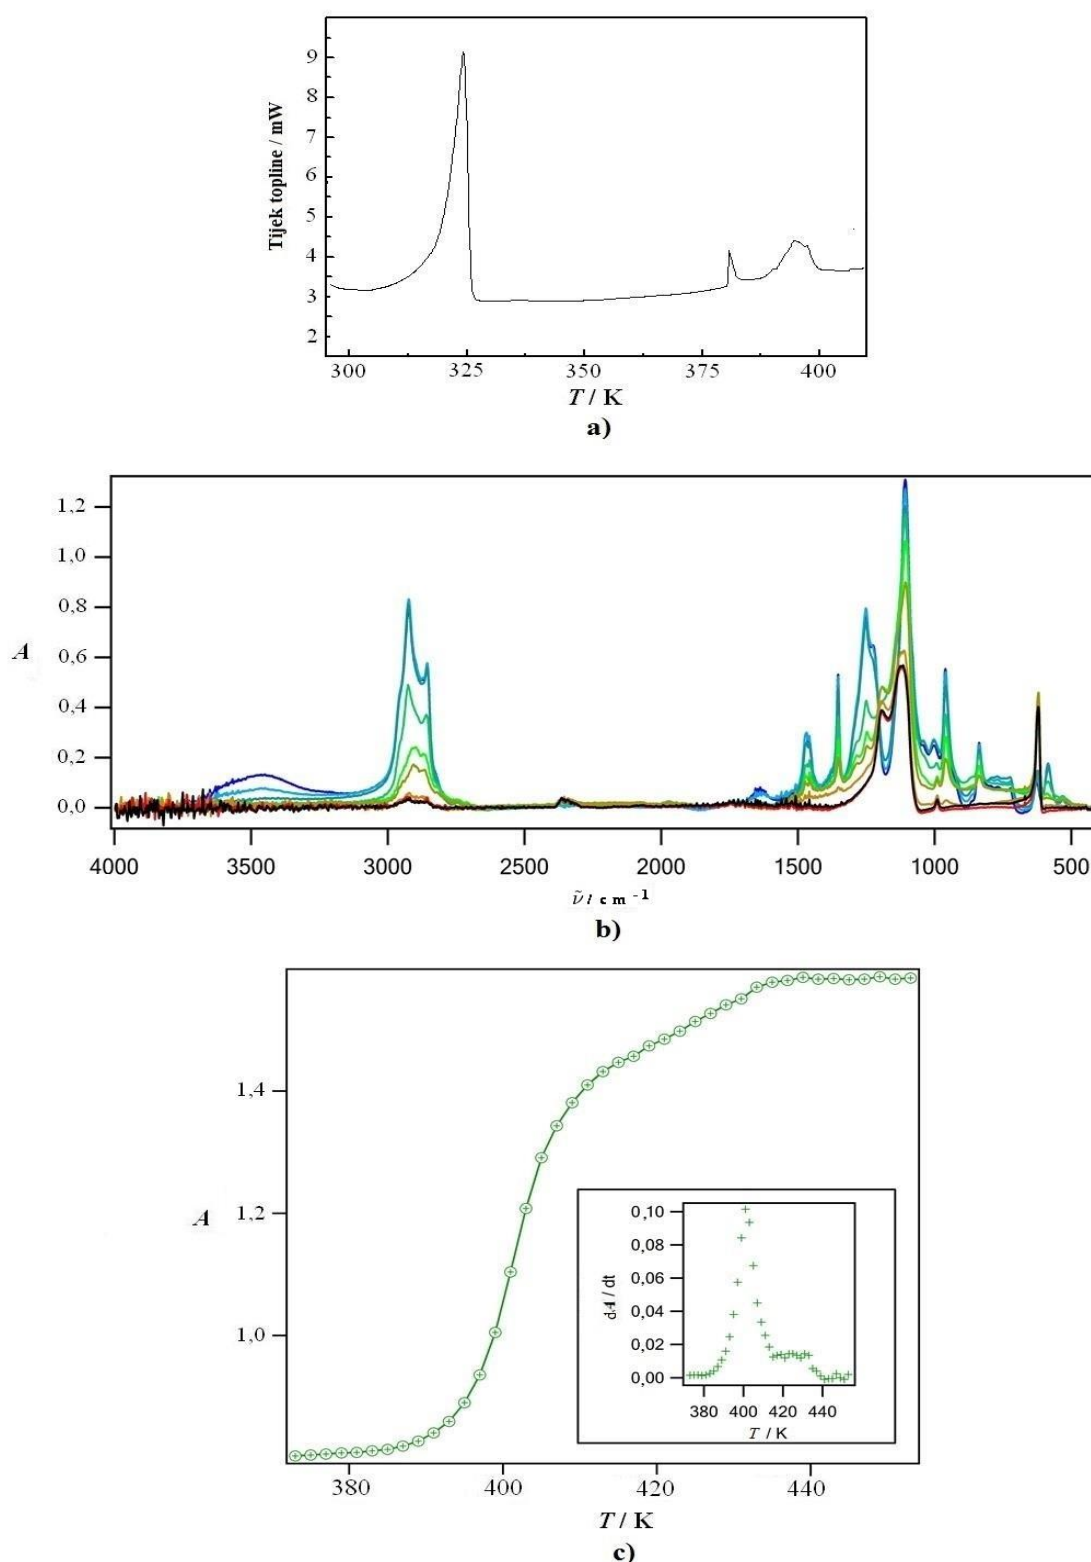 9
8
7
6
5
4
3
2
Tijek topline / mW
300 325 350 375 400
T / K
a)
1,2
1,0
0,8
0,6
0,4
0,2
0,0
A
4000 3500 3000 2500 2000 1500 1000 500
ṽ / cm⁻¹
b)
1,4
1,2
1,0
A
0,10
0,08
0,06
0,04
0,02
0,00
dA / dt
380 400 420 440
T / K
380 400 420 440
T / K
c)